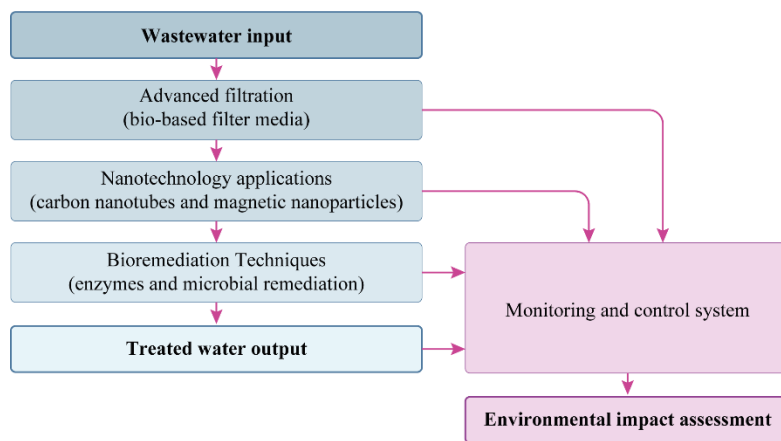 Wastewater input
Advanced filtration
(bio-based filter media)
Nanotechnology applications
(carbon nanotubes and magnetic nanoparticles)
Bioremediation Techniques
(enzymes and microbial remediation)
Treated water output
Monitoring and control system
Environmental impact assessment